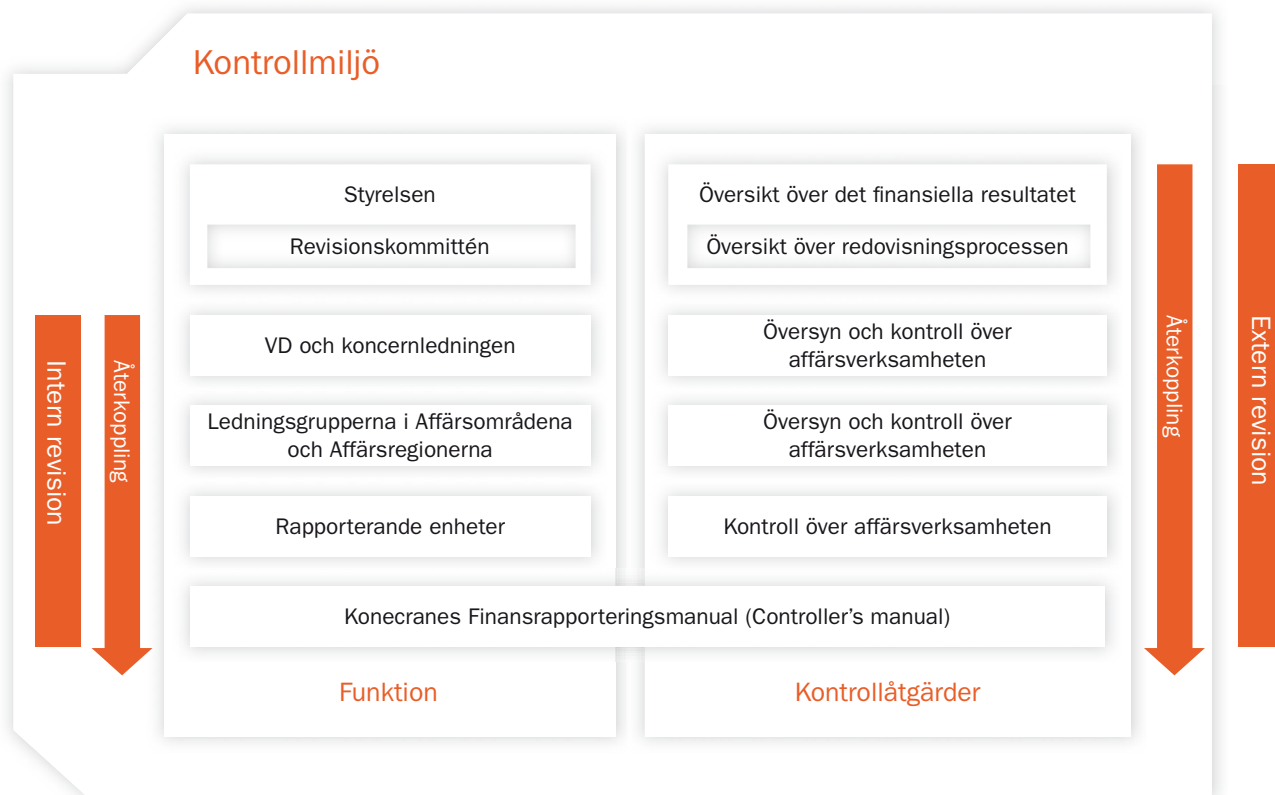 Kontrollmiljö
Styrelsen
Revisionskommittén
VD och koncernledningen
Ledningsgrupperna i Affärsområdena
och Affärsregionerna
Rapporterande enheter
Översikt över det finansiella resultatet
Översikt över redovisningsprocessen
Översyn och kontroll över
affärsverksamheten
Översyn och kontroll över
affärsverksamheten
Kontroll över affärsverksamheten
Konecranes Finansrapporteringsmanual (Controller's manual)
Funktion
Kontrollåtgärder
Intern revision
Återkoppling
Återkoppling
Extern revision